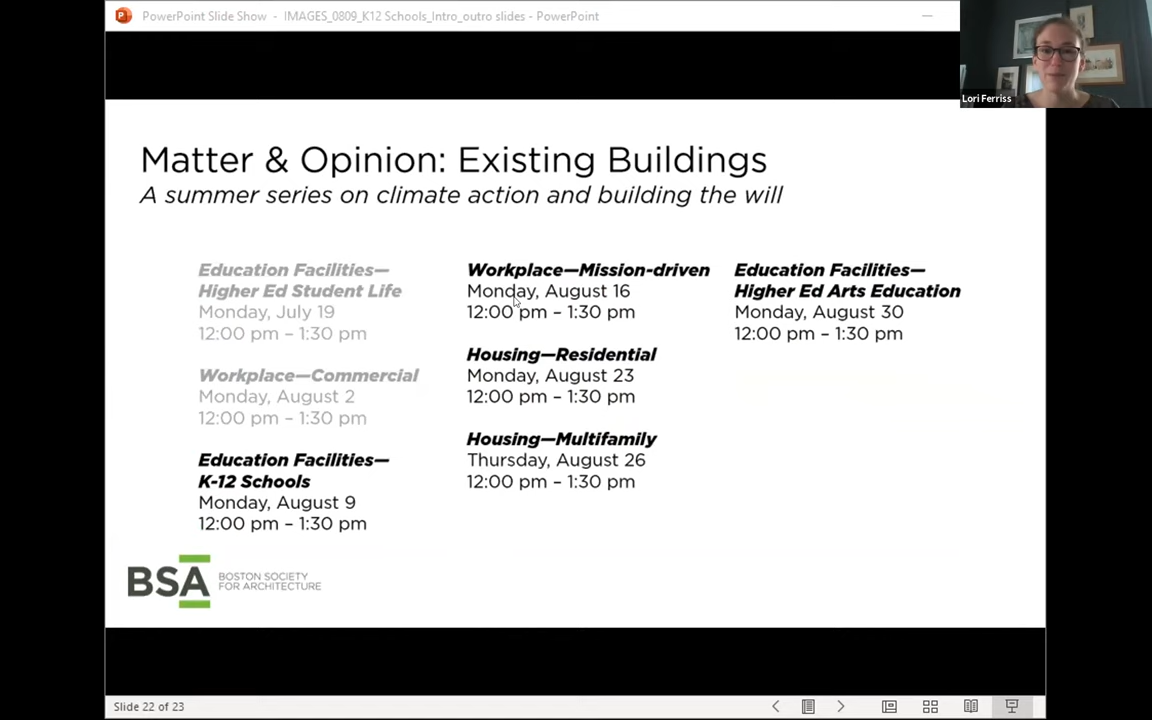 PowerPoint Slide Show - IMAGES_0809_K12 Schools_Intro_outro slides - PowerPoint
Lori Ferriss
Matter & Opinion: Existing Buildings
A summer series on climate action and building the will
Education Facilities—
Higher Ed Student Life
Monday, July 19
12:00 pm – 1:30 pm
Workplace—Commercial
Monday, August 2
12:00 pm – 1:30 pm
Education Facilities—
K-12 Schools
Monday, August 9
12:00 pm – 1:30 pm
Workplace—Mission-driven
Monday, August 16
12:00 pm – 1:30 pm
Housing—Residential
Monday, August 23
12:00 pm – 1:30 pm
Housing—Multifamily
Thursday, August 26
12:00 pm – 1:30 pm
Education Facilities—
Higher Ed Arts Education
Monday, August 30
12:00 pm – 1:30 pm
BSA
BOSTON SOCIETY
FOR ARCHITECTURE
Slide 22 of 23